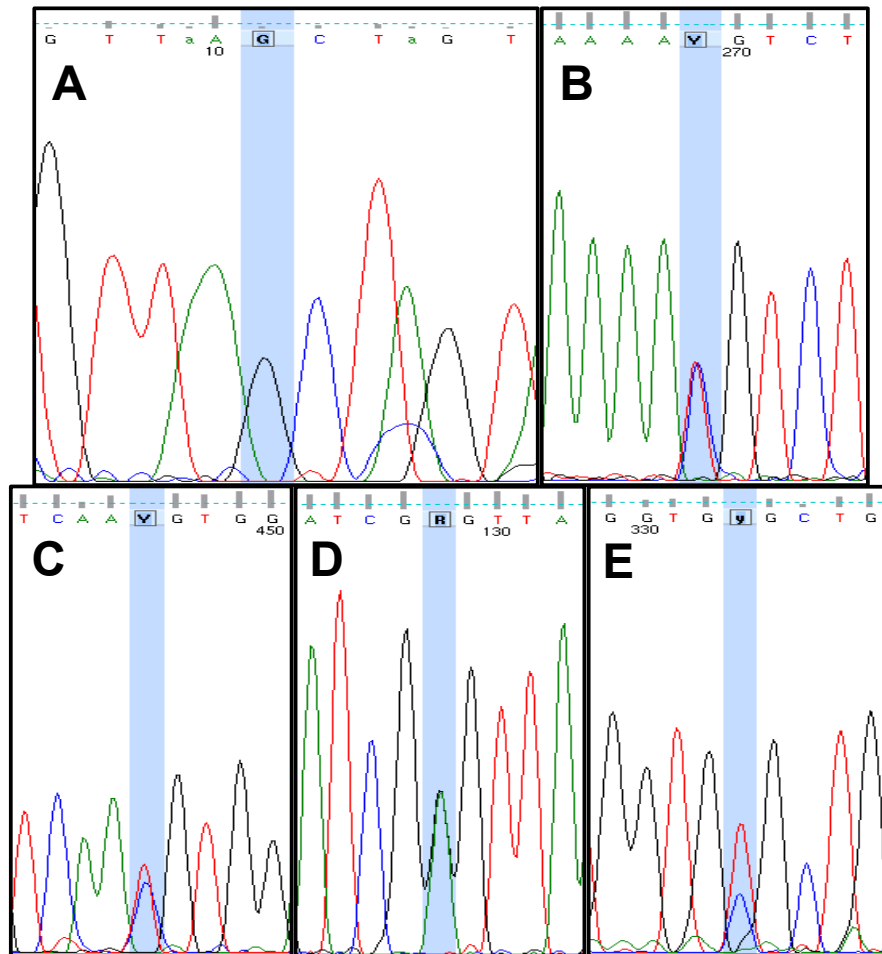 G T T a A G C T a G T
10
A
A A A A Y G T C T
270
B
T C A A Y G T G G
450
C
A T C G R G T T A
130
D
G G T G y G C T G
330
E